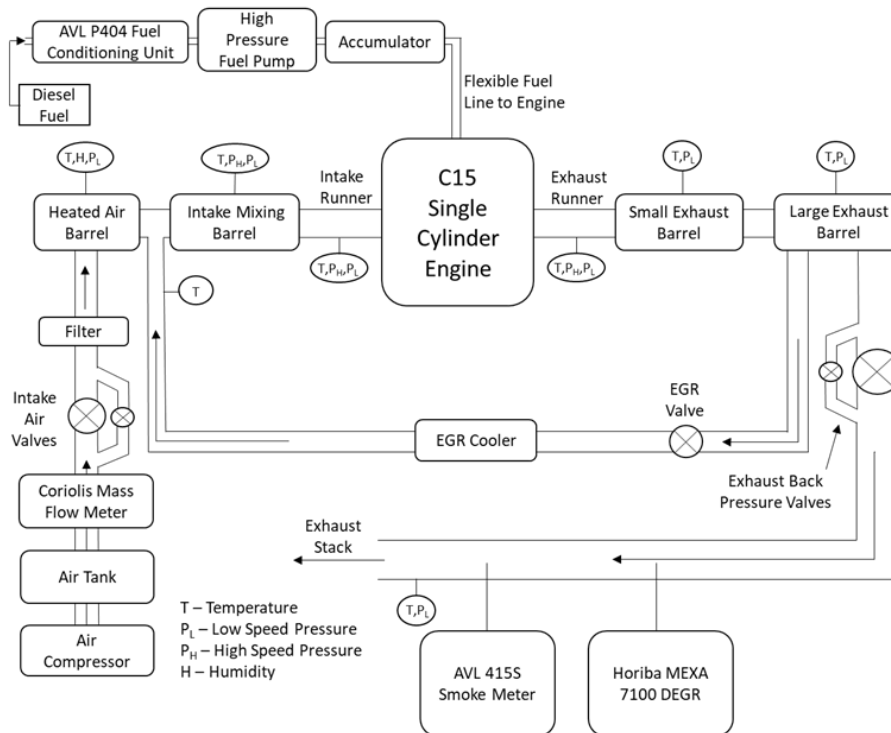 AVL P404 Fuel
Conditioning Unit
High
Pressure
Fuel Pump
Accumulator
Diesel
Fuel
Flexible Fuel
Line to Engine
T,H,PL
T,PH,PL
T,PL
T,PL
Heated Air
Barrel
Intake Mixing
Barrel
Intake
Runner
C15
Single
Cylinder
Engine
Exhaust
Runner
Small Exhaust
Barrel
Large Exhaust
Barrel
T,PH,PL
T,PH,PL
T
Filter
Intake
Air
Valves
EGR Cooler
EGR
Valve
Exhaust Back
Pressure Valves
Coriolis Mass
Flow Meter
Exhaust
Stack
Air Tank
T,PL
Air
Compressor
T – Temperature
PL – Low Speed Pressure
PH – High Speed Pressure
H – Humidity
AVL 415S
Smoke Meter
Horiba MEXA
7100 DEGR